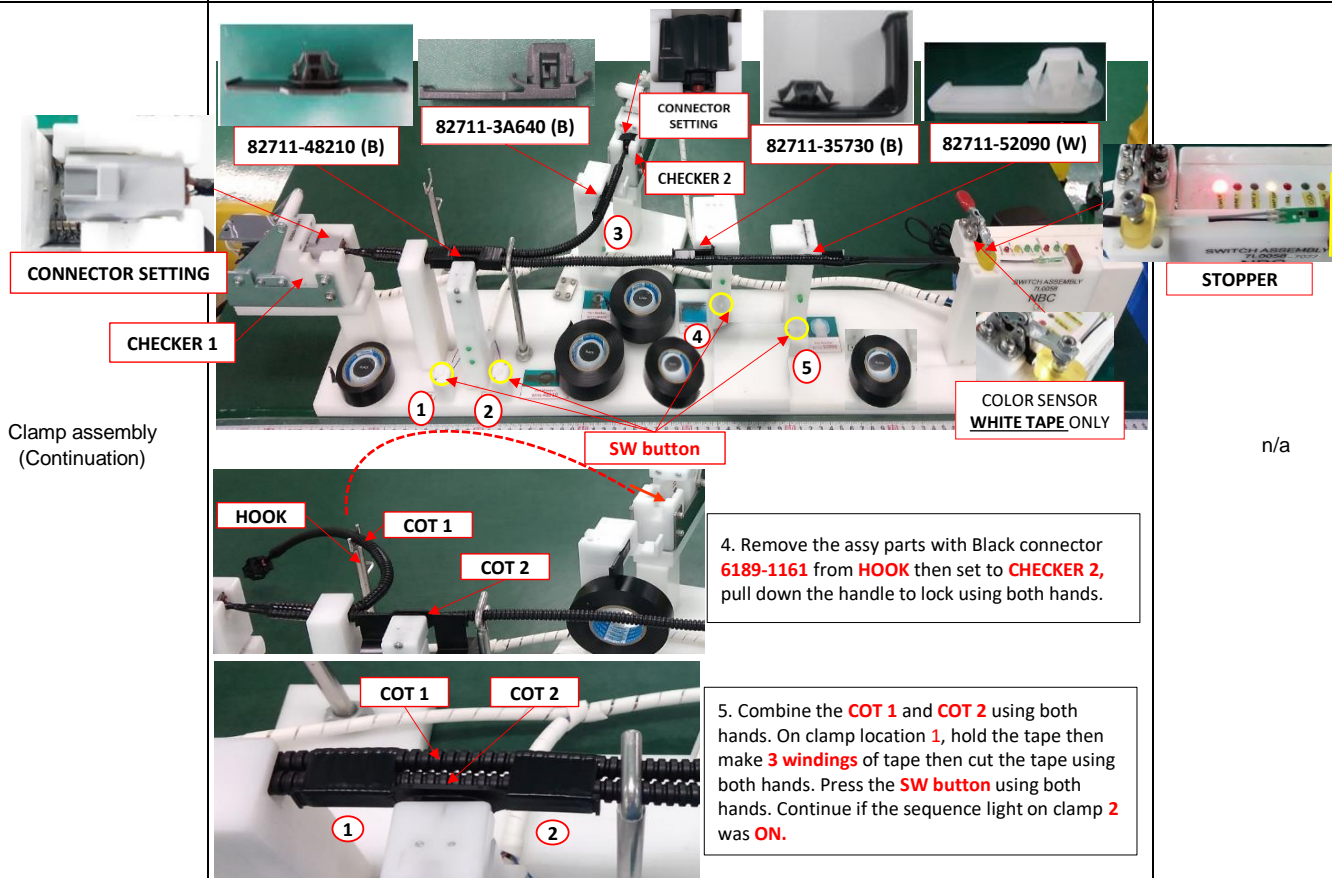 82711-48210 (B)
82711-3A640 (B)
CONNECTOR
SETTING
82711-35730 (B)
82711-52090 (W)
CHECKER 2
CONNECTOR SETTING
CHECKER 1
3
SWITCH ASSEMBLY
7L0058
NBC
SWITCH ASSEMBLY
7L0058
STOPPER
4
5
1
2
COLOR SENSOR
WHITE TAPE ONLY
SW button
Clamp assembly
(Continuation)
n/a
HOOK
COT 1
COT 2
4. Remove the assy parts with Black connector
6189-1161 from HOOK then set to CHECKER 2,
pull down the handle to lock using both hands.
COT 1
COT 2
1
2
5. Combine the COT 1 and COT 2 using both
hands. On clamp location 1, hold the tape then
make 3 windings of tape then cut the tape using
both hands. Press the SW button using both
hands. Continue if the sequence light on clamp 2
was ON.